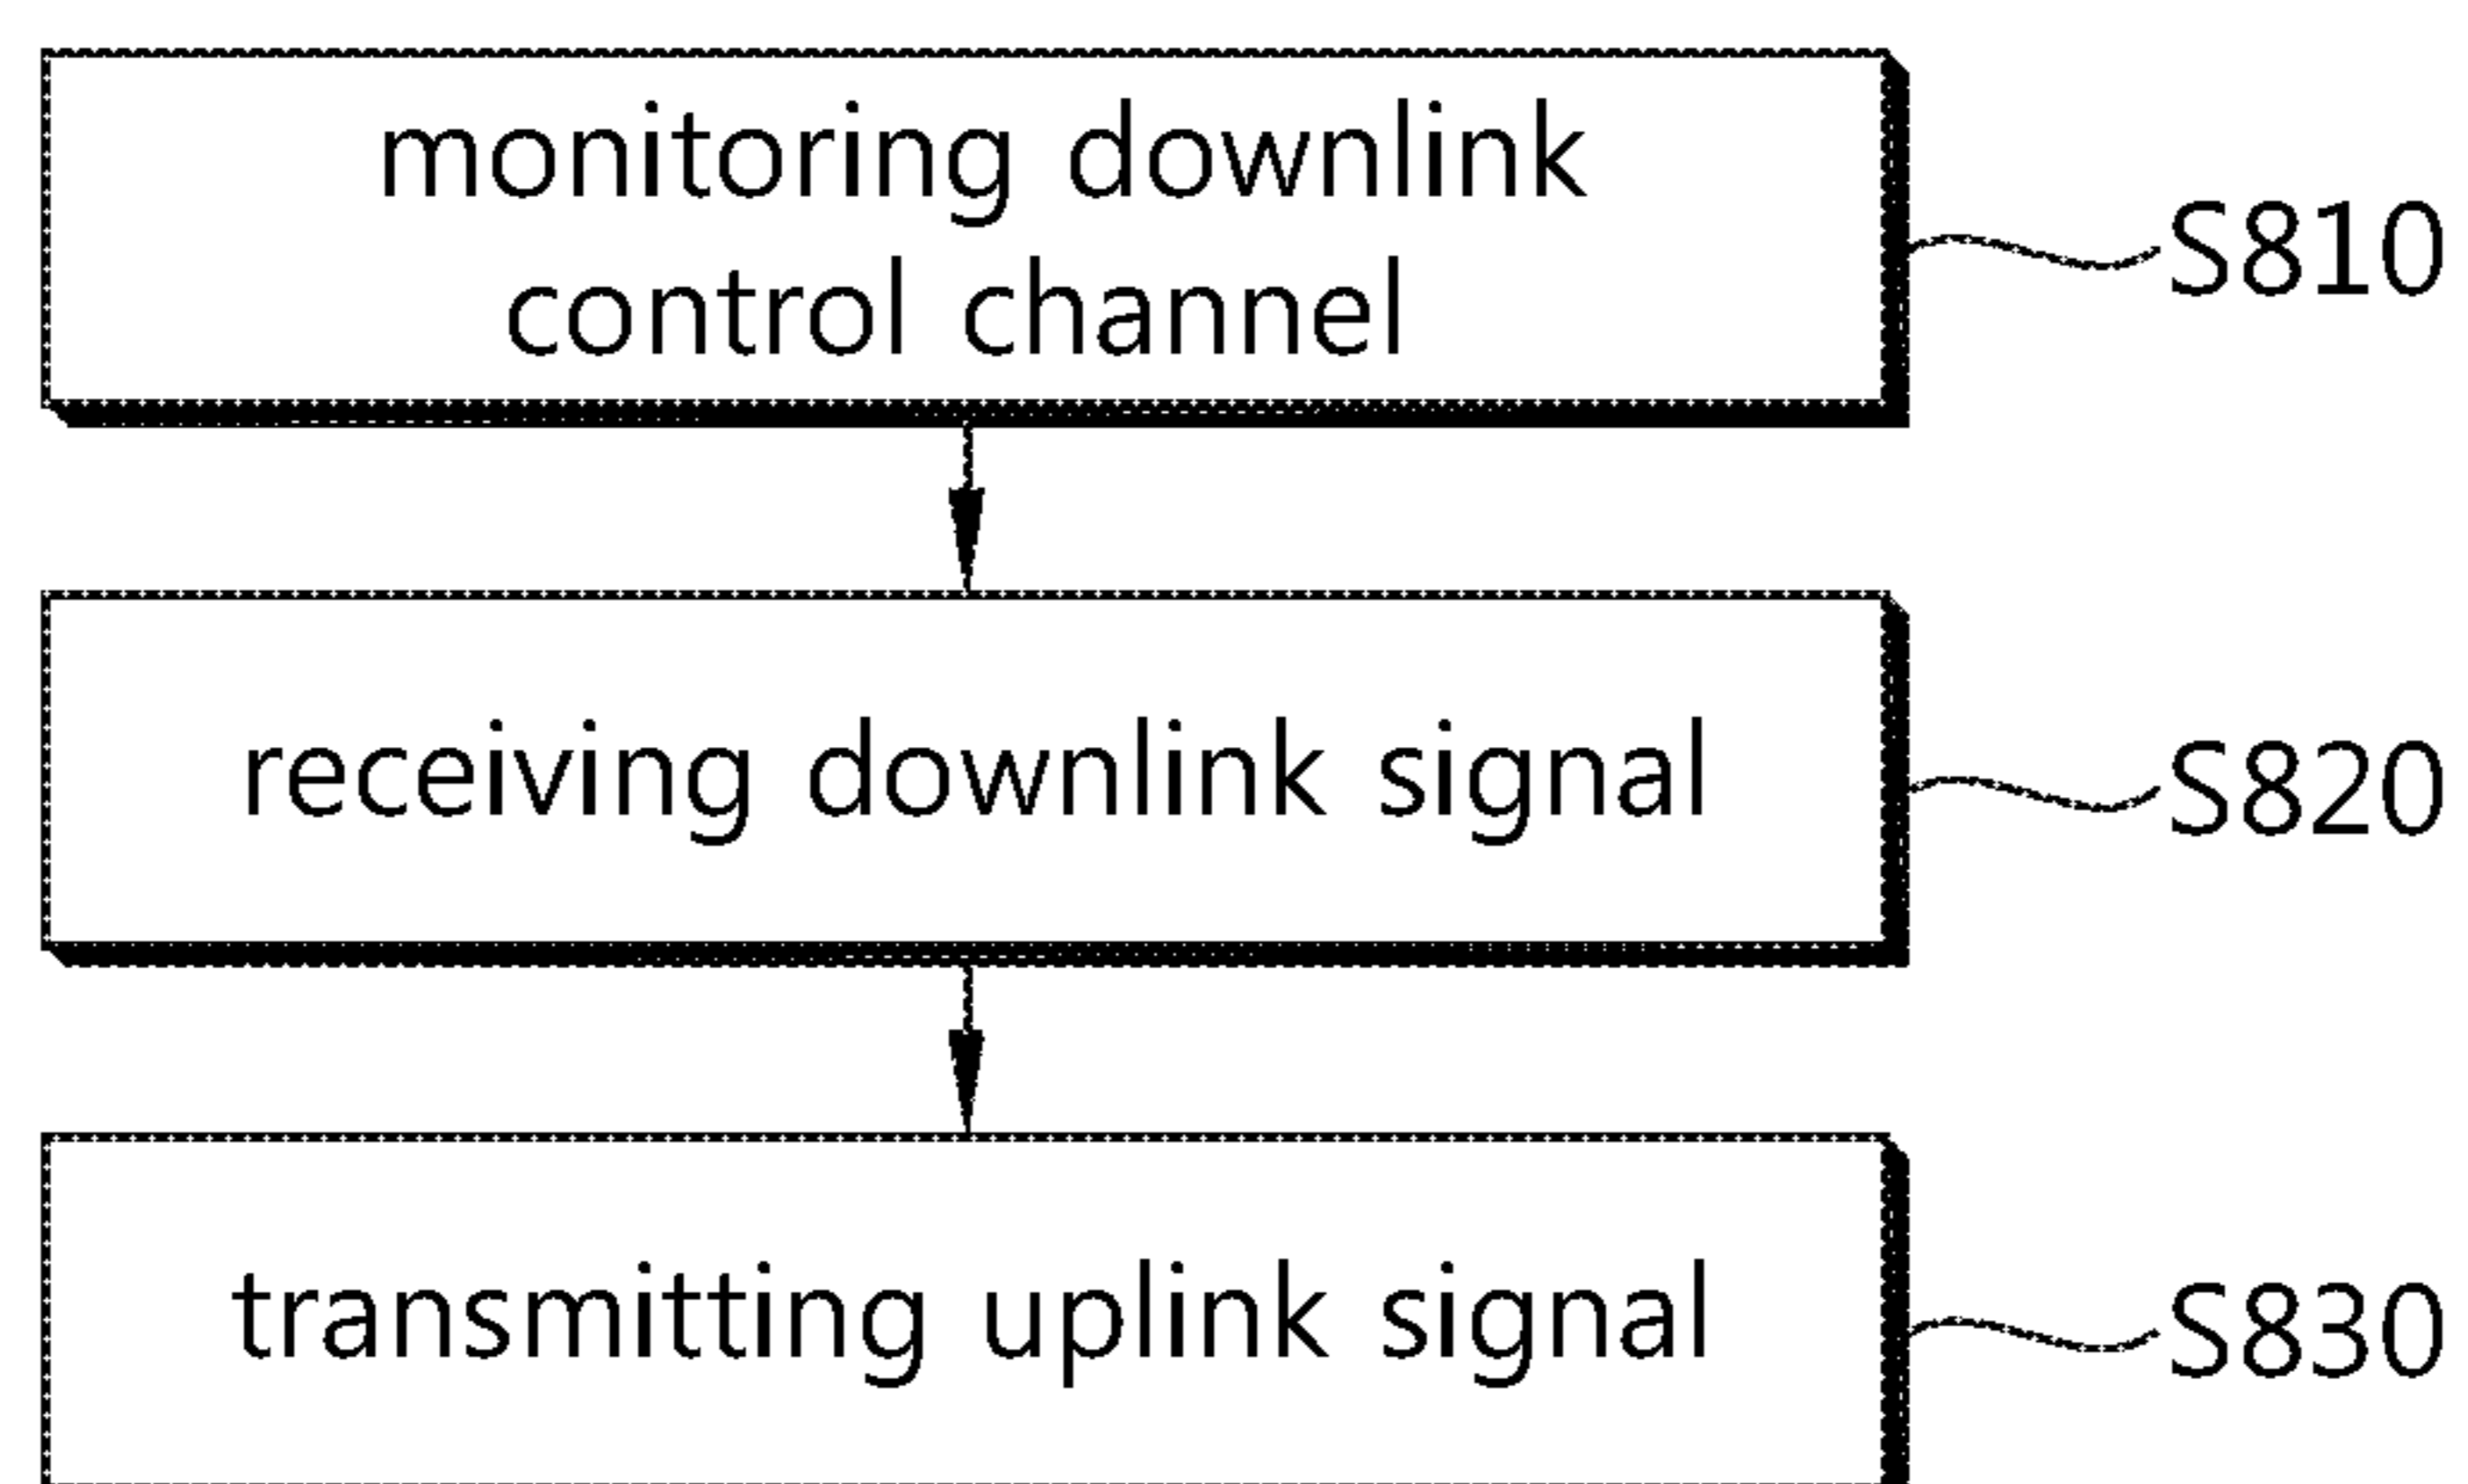 monitoring downlink
control channel
S810
receiving downlink signal
S820
transmitting uplink signal
S830